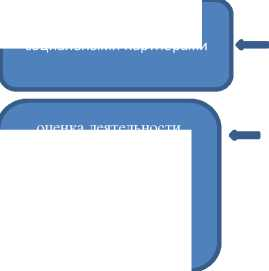 социальными партнерами
оценка деятельности